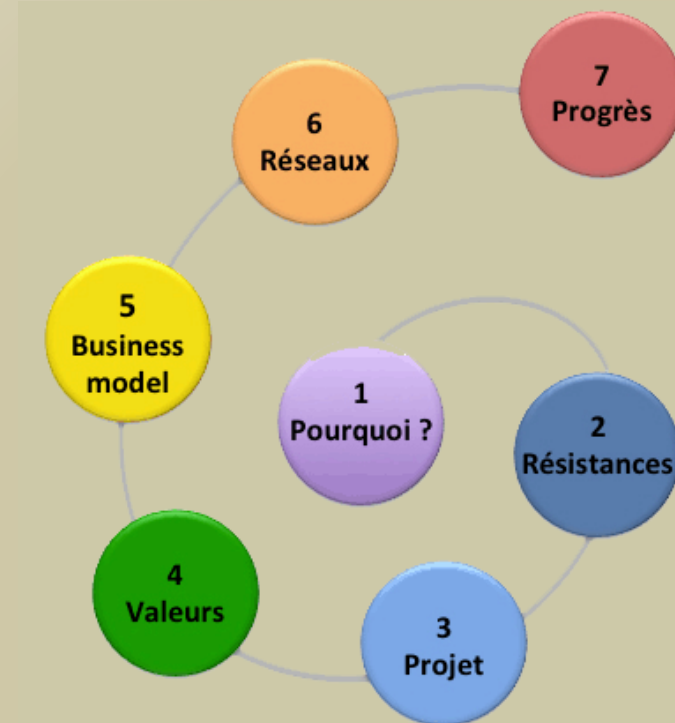 1
Pourquoi ?
2
Résistances
3
Projet
4
Valeurs
5
Business
model
6
Réseaux
7
Progrès